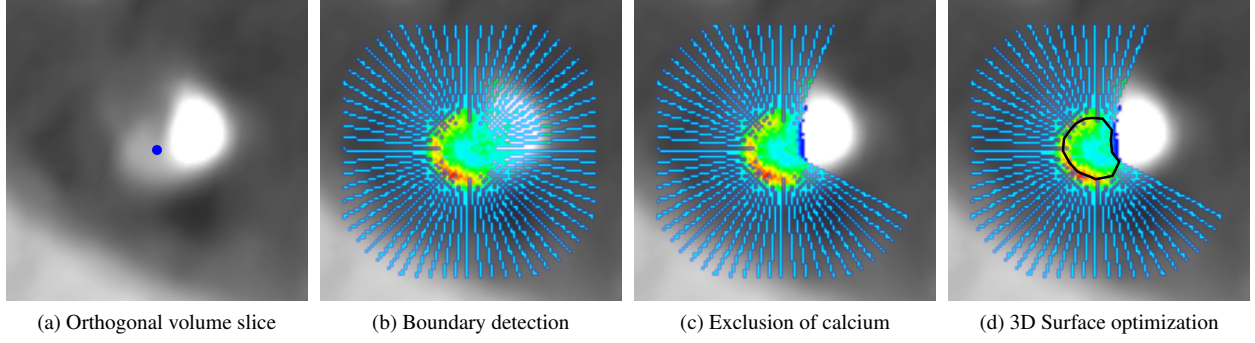 (a) Orthogonal volume slice
(b) Boundary detection
(c) Exclusion of calcium
(d) 3D Surface optimization